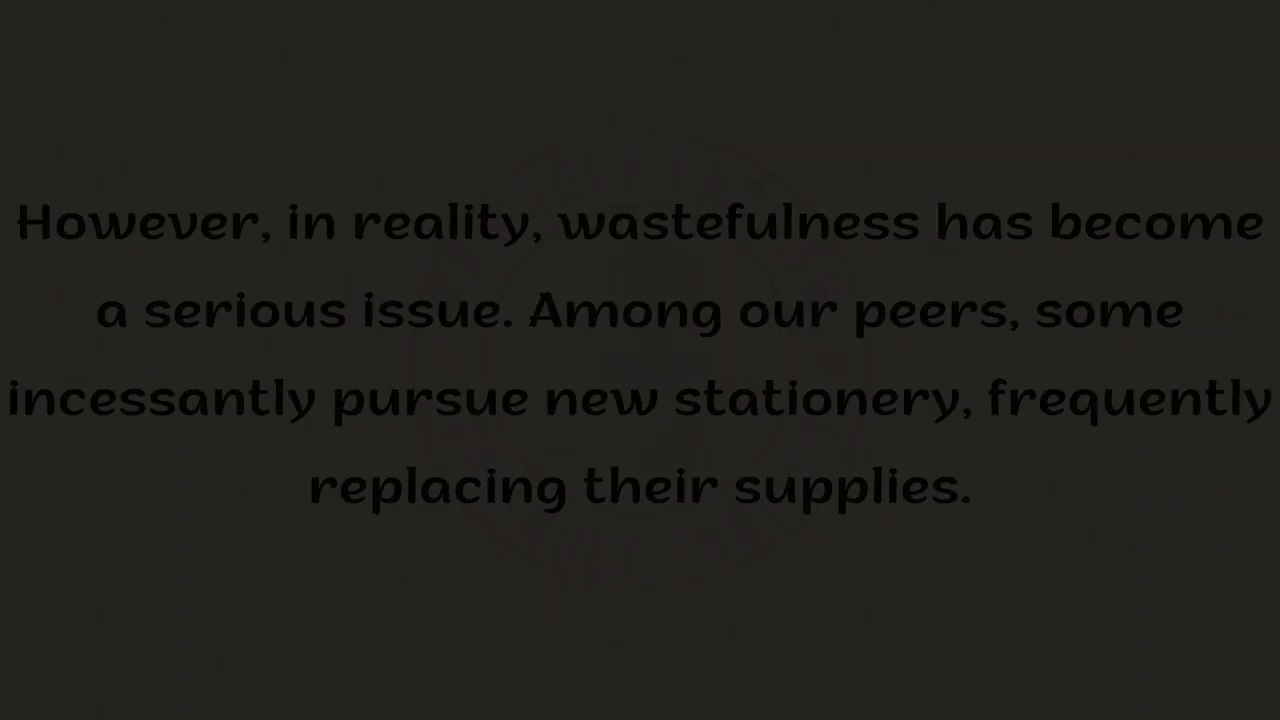 However, in reality, wastefulness has become
a serious issue. Among our peers, some
incessantly pursue new stationery, frequently
replacing their supplies.